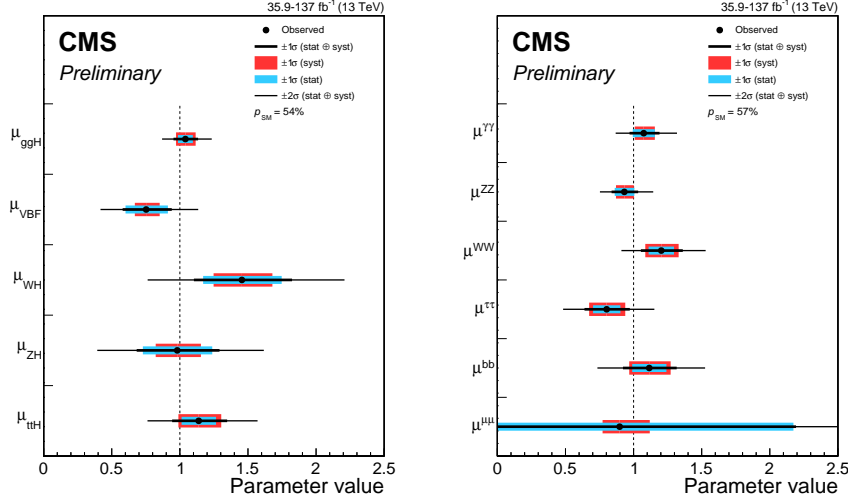 35.9-137 fb⁻¹ (13 TeV)
CMS
Preliminary
Observed
±1σ (stat ⊕ syst)
±1σ (syst)
±1σ (stat)
±2σ (stat ⊕ syst)
p_SM = 54%
μ_ggH
μ_VBF
μ_WH
μ_ZH
μ_ttH
0 0.5 1 1.5 2 2.5
Parameter value
35.9-137 fb⁻¹ (13 TeV)
CMS
Preliminary
Observed
±1σ (stat ⊕ syst)
±1σ (syst)
±1σ (stat)
±2σ (stat ⊕ syst)
p_SM = 57%
μ^γγ
μ^ZZ
μ^WW
μ^ττ
μ^bb
μ^μμ
0 0.5 1 1.5 2 2.5
Parameter value